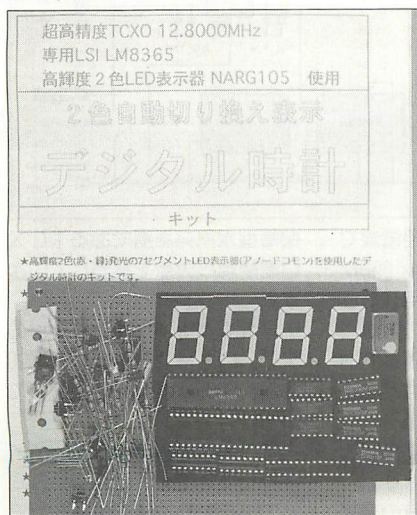 超高精度TCXO 12.8000MHz
専用LSI LM8365
高輝度2色LED表示器 NARG105 使用
2色自動切り換え表示
デジタル時計
キット
★高輝度2色(赤・緑)発光の7セグメントLED表示器(アノードコモン)を使用したデ
ジタル時計のキットです。
★
★